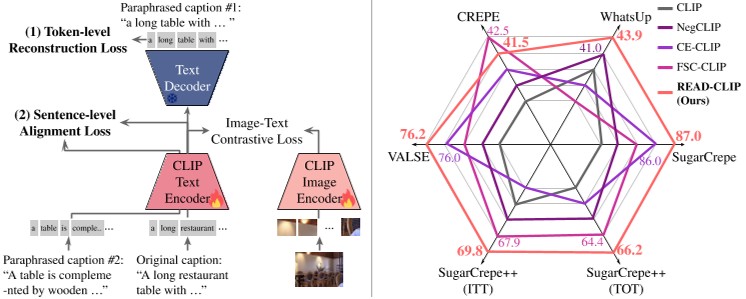 Paraphrased caption #1:
"a long table with … "
(1) Token-level
Reconstruction Loss
a long table with ...
Text
Decoder
(2) Sentence-level
Alignment Loss
Image-Text
Contrastive Loss
CLIP
Text
Encoder
CLIP
Image
Encoder
a table is comple.. ...
a long restaurant ...
...
Paraphrased caption #2:
"A table is compleme
-nted by wooden …"
Original caption:
"A long restaurant
table with …"
CREPE
WhatsUp
42.5
41.5
41.0
43.9
76.2
VALSE
76.0
87.0
86.0
SugarCrepe
69.8
67.9
64.4
66.2
SugarCrepe++
(ITT)
SugarCrepe++
(TOT)
CLIP
NegCLIP
CE-CLIP
FSC-CLIP
READ-CLIP
(Ours)